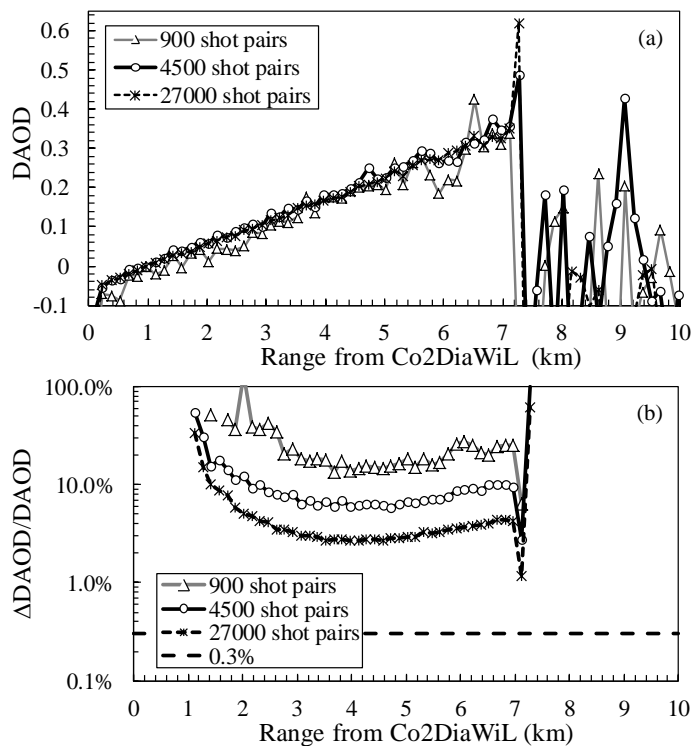 0.6
0.5
0.4
0.3
0.2
0.1
0
-0.1
DAOD
900 shot pairs
4500 shot pairs
27000 shot pairs
(a)
0 1 2 3 4 5 6 7 8 9 10
Range from Co2DiaWiL (km)
100.0%
10.0%
1.0%
0.1%
ΔDAOD/DAOD
(b)
900 shot pairs
4500 shot pairs
27000 shot pairs
0.3%
0 1 2 3 4 5 6 7 8 9 10
Range from Co2DiaWiL (km)